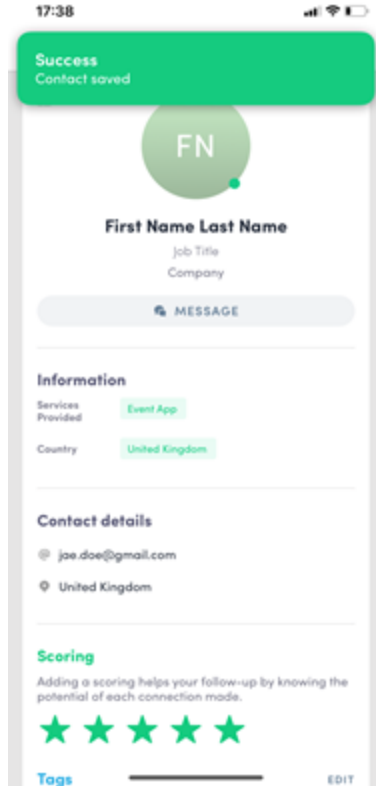 17:38
Success
Contact saved
FN
First Name Last Name
Job Title
Company
MESSAGE
Information
Services
Provided
Event App
Country
United Kingdom
Contact details
jae.doe@gmail.com
United Kingdom
Scoring
Adding a scoring helps your follow-up by knowing the
potential of each connection made.
Tags
EDIT